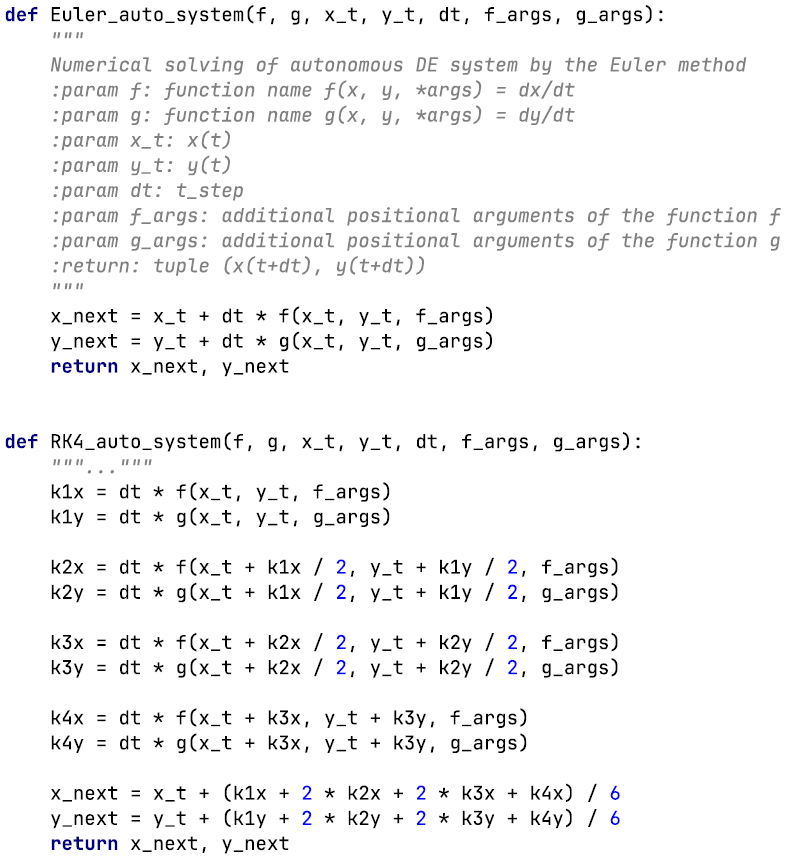 def Euler_auto_system(f, g, x_t, y_t, dt, f_args, g_args):
    """
    Numerical solving of autonomous DE system by the Euler method
    :param f: function name f(x, y, *args) = dx/dt
    :param g: function name g(x, y, *args) = dy/dt
    :param x_t: x(t)
    :param y_t: y(t)
    :param dt: t_step
    :param f_args: additional positional arguments of the function f
    :param g_args: additional positional arguments of the function g
    :return: tuple (x(t+dt), y(t+dt))
    """
    x_next = x_t + dt * f(x_t, y_t, f_args)
    y_next = y_t + dt * g(x_t, y_t, g_args)
    return x_next, y_next
def RK4_auto_system(f, g, x_t, y_t, dt, f_args, g_args):
    """..."""
    k1x = dt * f(x_t, y_t, f_args)
    k1y = dt * g(x_t, y_t, g_args)
    k2x = dt * f(x_t + k1x / 2, y_t + k1y / 2, f_args)
    k2y = dt * g(x_t + k1x / 2, y_t + k1y / 2, g_args)
    k3x = dt * f(x_t + k2x / 2, y_t + k2y / 2, f_args)
    k3y = dt * g(x_t + k2x / 2, y_t + k2y / 2, g_args)
    k4x = dt * f(x_t + k3x, y_t + k3y, f_args)
    k4y = dt * g(x_t + k3x, y_t + k3y, g_args)
    x_next = x_t + (k1x + 2 * k2x + 2 * k3x + k4x) / 6
    y_next = y_t + (k1y + 2 * k2y + 2 * k3y + k4y) / 6
    return x_next, y_next